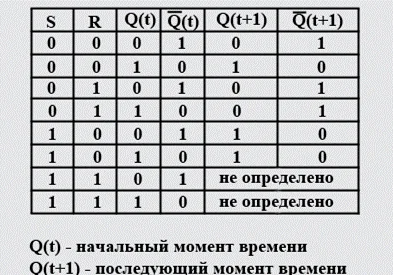 S R Q(t) Q̅(t) Q(t+1) Q̅(t+1)
0 0 0 1 0 1
0 0 1 0 1 0
0 1 0 1 0 1
0 1 1 0 0 1
1 0 0 1 1 0
1 0 1 0 1 0
1 1 0 1 не определено
1 1 1 0 не определено
Q(t) - начальный момент времени
Q(t+1) - последующий момент времени